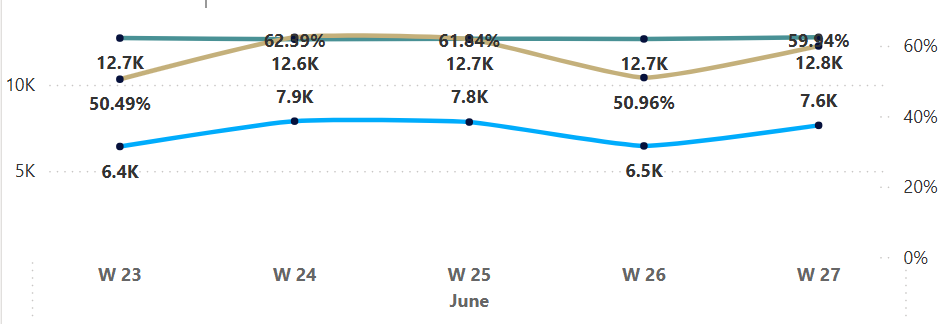 62.99% 61.84% 59.94% 60%
12.7K 12.6K 12.7K 12.7K 12.8K
10K
50.49% 7.9K 7.8K 50.96% 7.6K
40%
5K 6.4K 6.5K
20%
0%
W 23 W 24 W 25 W 26 W 27
June